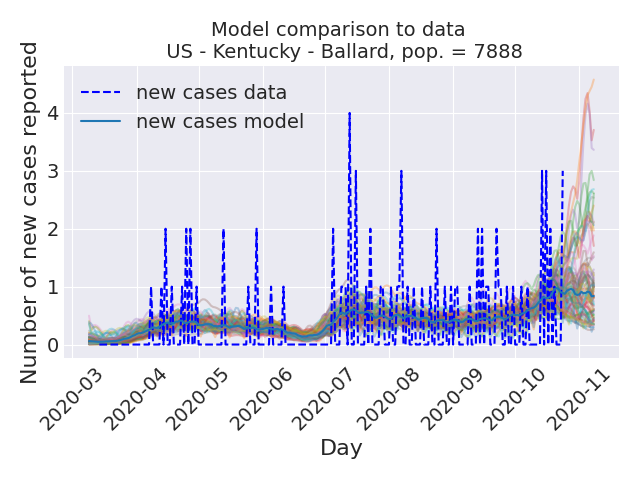 Model comparison to data
US - Kentucky - Ballard, pop. = 7888
Number of new cases reported
new cases data
new cases model
4
3
2
1
0
2020-03
2020-04
2020-05
2020-06
2020-07
2020-08
2020-09
2020-10
2020-11
Day